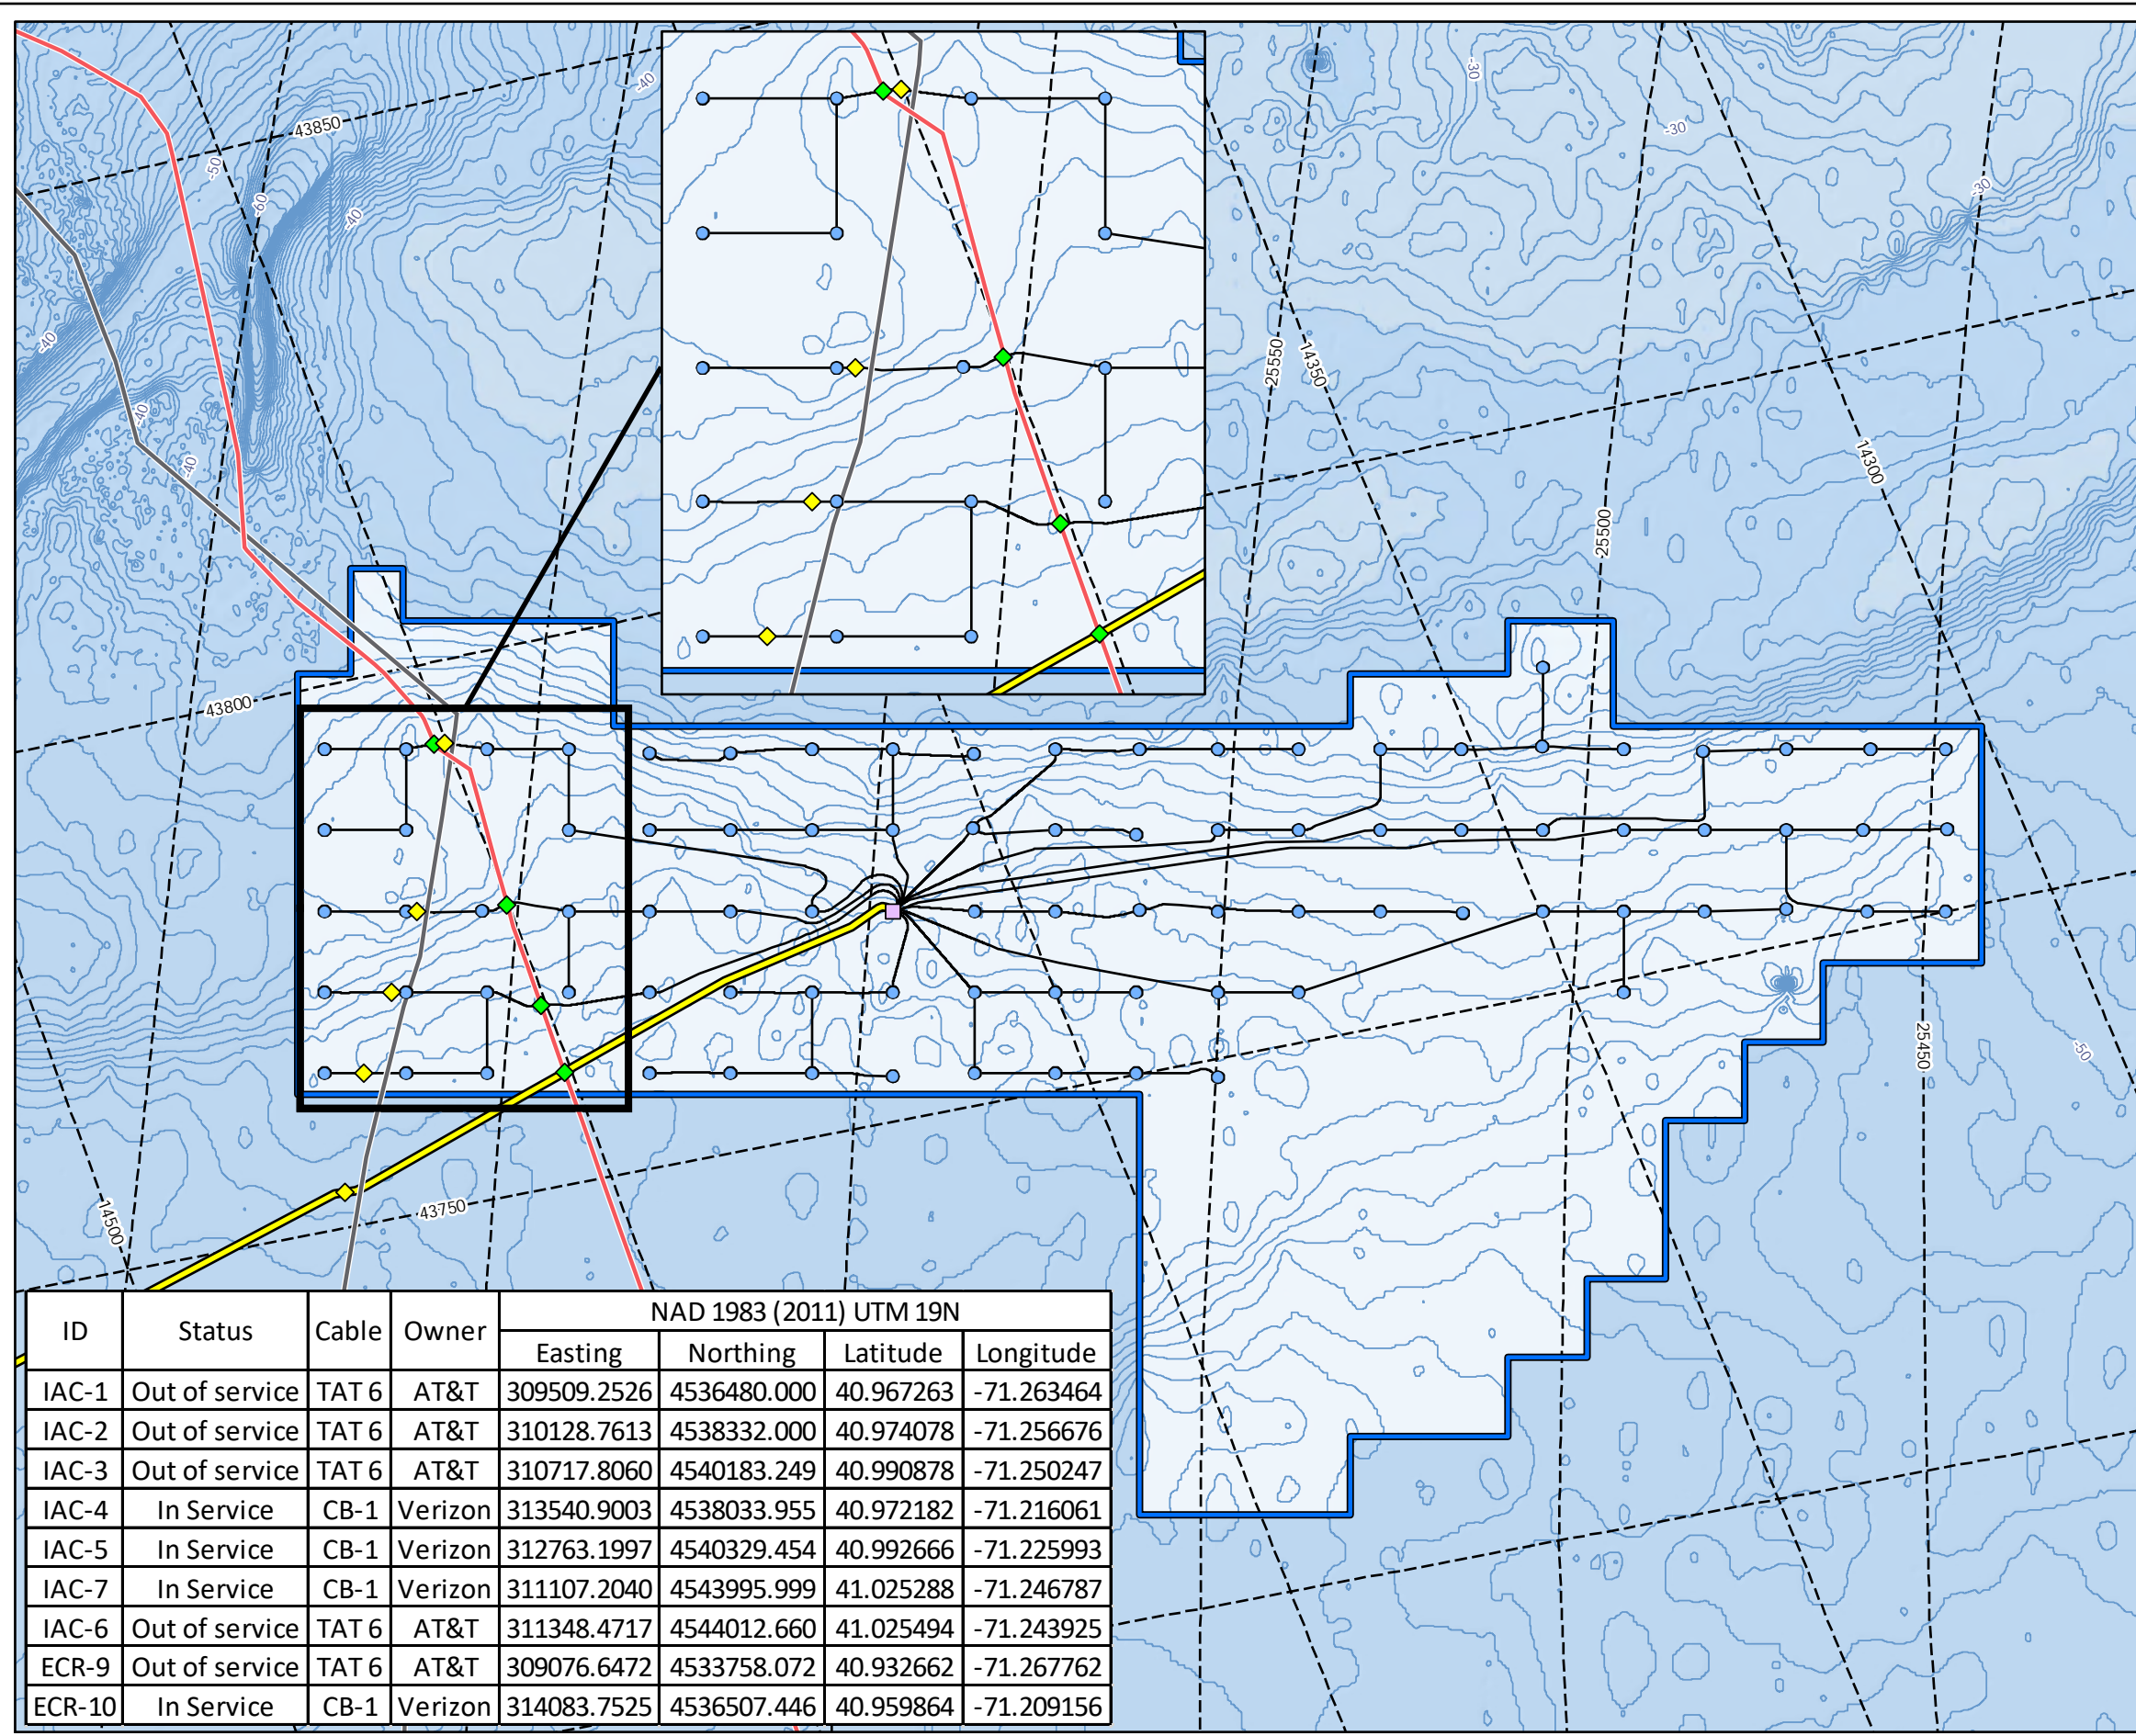 -40
-30
43850
-30
-50
-60
-40
-30
-40
25550
14350
-40
14300
-40
25500
43800
25450
-50
43750
14500
ID Status Cable Owner NAD 1983 (2011) UTM 19N
Easting Northing Latitude Longitude
IAC-1 Out of service TAT 6 AT&T 309509.2526 4536480.000 40.967263 -71.263464
IAC-2 Out of service TAT 6 AT&T 310128.7613 4538332.000 40.974078 -71.256676
IAC-3 Out of service TAT 6 AT&T 310717.8060 4540183.249 40.990878 -71.250247
IAC-4 In Service CB-1 Verizon 313540.9003 4538033.955 40.972182 -71.216061
IAC-5 In Service CB-1 Verizon 312763.1997 4540329.454 40.992666 -71.225993
IAC-7 In Service CB-1 Verizon 311107.2040 4543995.999 41.025288 -71.246787
IAC-6 Out of service TAT 6 AT&T 311348.4717 4544012.660 41.025494 -71.243925
ECR-9 Out of service TAT 6 AT&T 309076.6472 4533758.072 40.932662 -71.267762
ECR-10 In Service CB-1 Verizon 314083.7525 4536507.446 40.959864 -71.209156